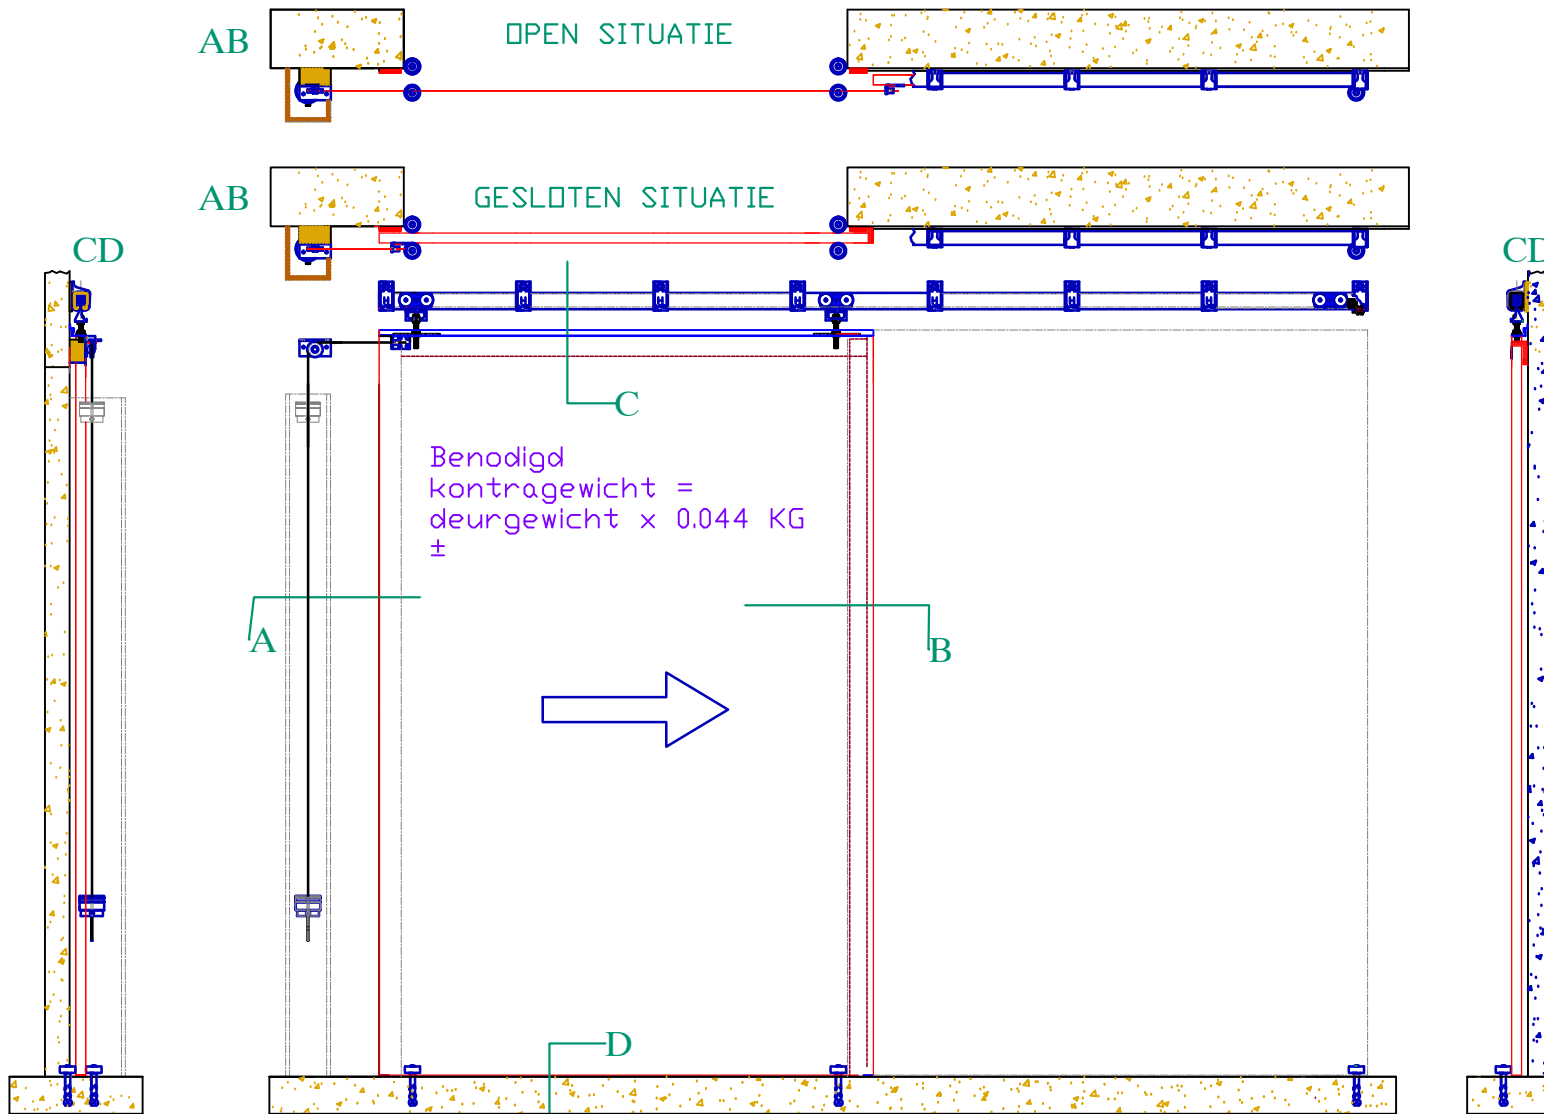 AB
OPEN SITUATIE
AB
GESLOTEN SITUATIE
CD
CD
C
Benodigd
kontragewicht =
deurgewicht x 0.044 KG
±
A
B
D